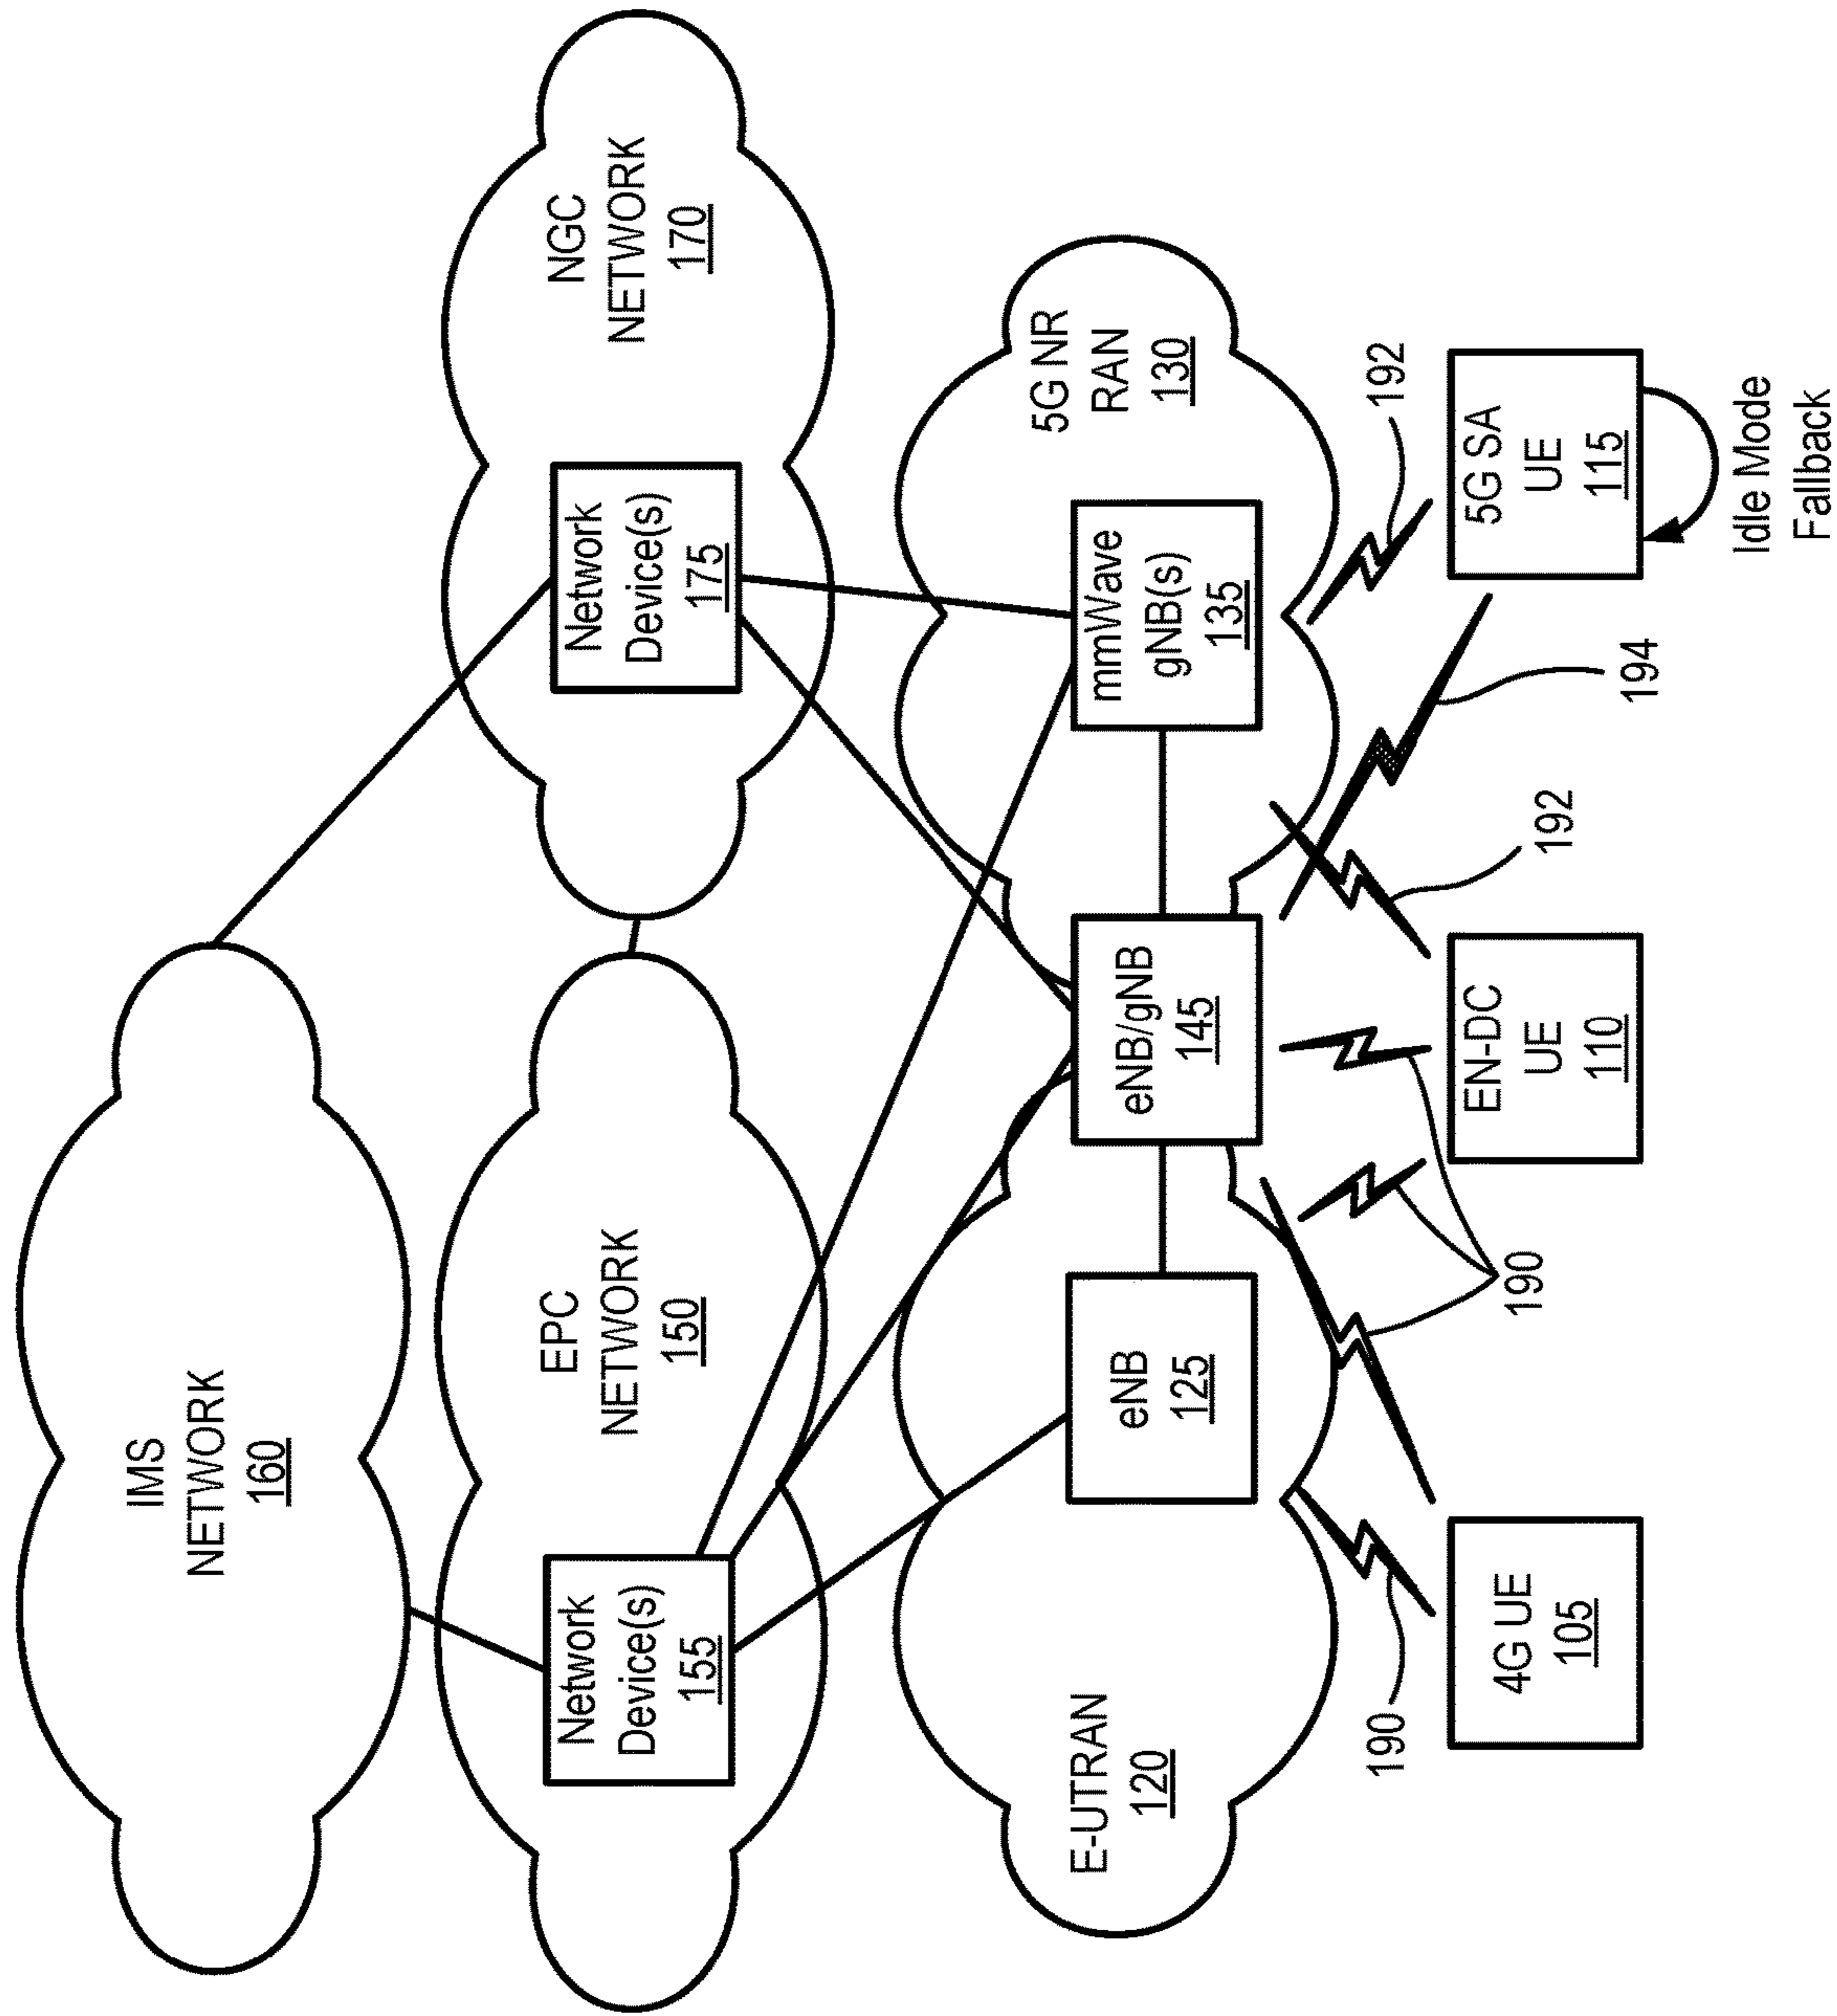 IMS
NETWORK
160
EPC
NETWORK
150
Network
Device(s)
155
NGC
NETWORK
170
Network
Device(s)
175
E-UTRAN
120
eNB
125
eNB/gNB
145
5G NR
RAN
130
mmWave
gNB(s)
135
190
190
192
194
192
4G UE
105
EN-DC
UE
110
5G SA
UE
115
Idle Mode
Fallback